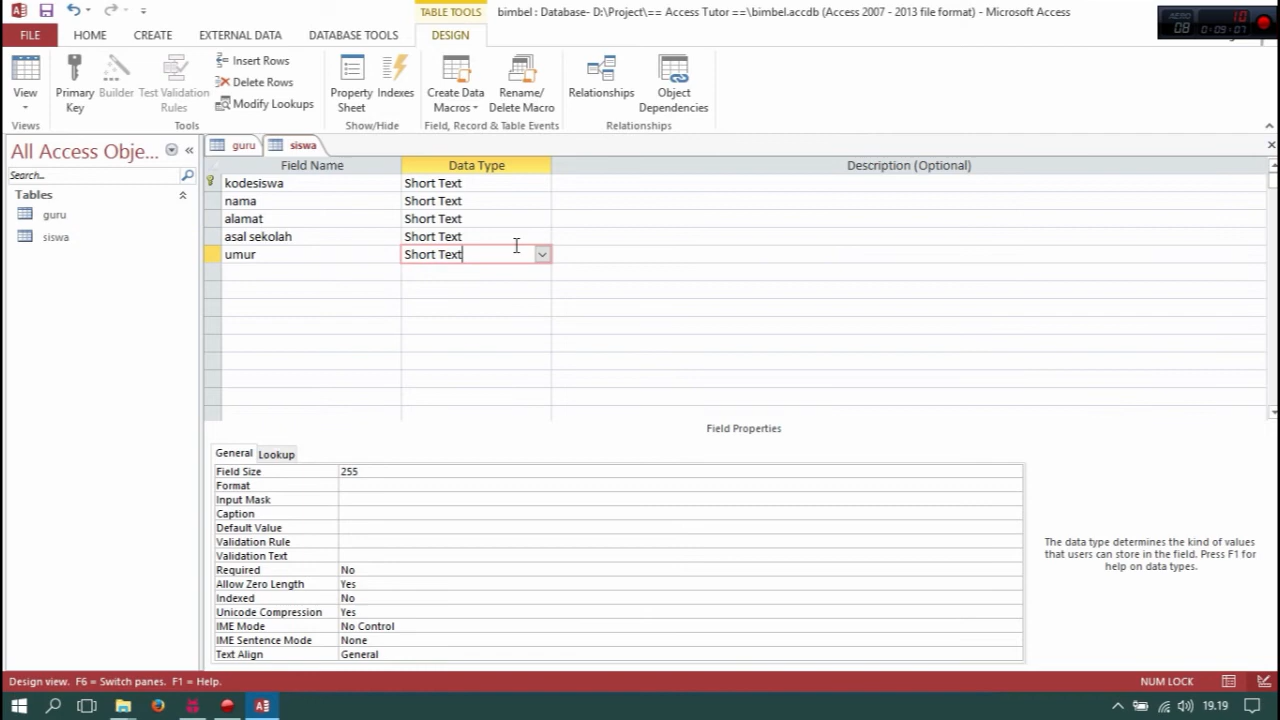 TABLE TOOLS
bimbel : Database- D:\Project\== Access Tutor ==\bimbel.accdb (Access 2007 - 2013 file format) - Microsoft Access
FILE HOME CREATE EXTERNAL DATA DATABASE TOOLS DESIGN
AERO 08 10 0:09:07
View
Primary Key
Builder
Test Validation Rules
Insert Rows
Delete Rows
Modify Lookups
Property Sheet
Indexes
Create Data Macros
Rename/ Delete Macro
Relationships
Object Dependencies
Views
Tools
Show/Hide
Field, Record & Table Events
Relationships
All Access Obje...
Search...
Tables
guru
siswa
guru siswa
Field Name Data Type Description (Optional)
kodesiswa Short Text
nama Short Text
alamat Short Text
asal sekolah Short Text
umur Short Text
Field Properties
General Lookup
Field Size 255
Format
Input Mask
Caption
Default Value
Validation Rule
Validation Text
Required No
Allow Zero Length Yes
Indexed No
Unicode Compression Yes
IME Mode No Control
IME Sentence Mode None
Text Align General
The data type determines the kind of values
that users can store in the field. Press F1 for
help on data types.
Design view. F6 = Switch panes. F1 = Help.
NUM LOCK
19.19